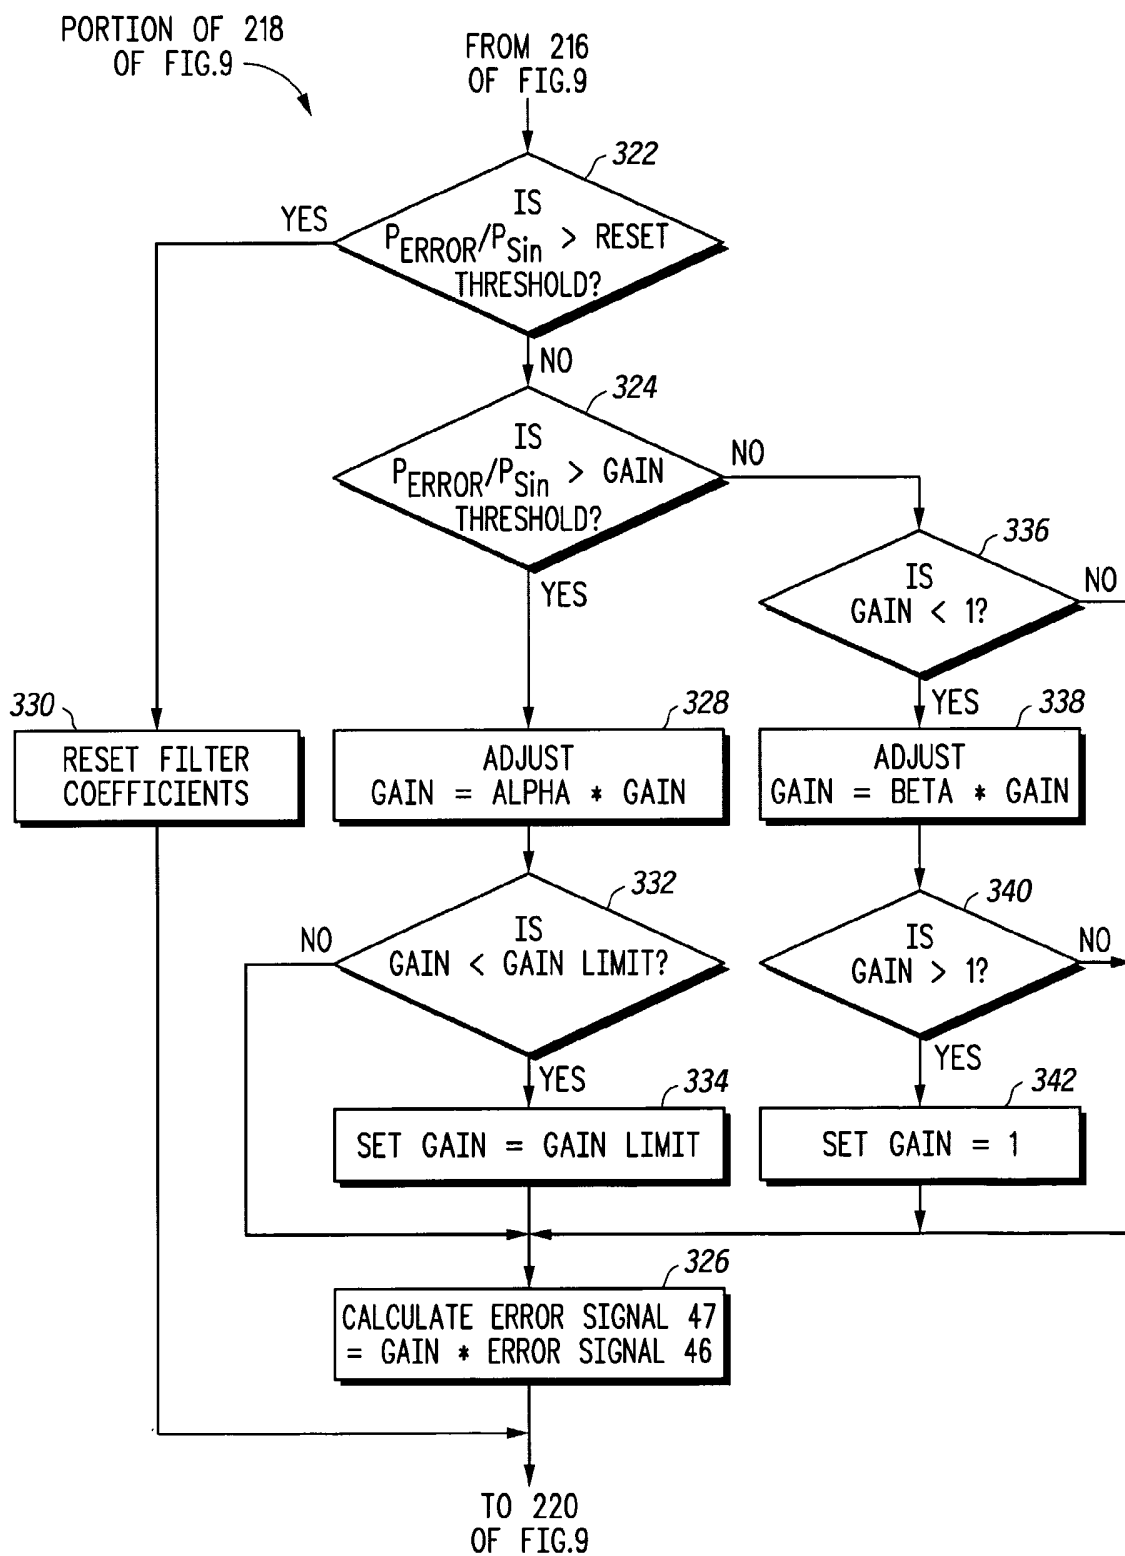 PORTION OF 218
OF FIG.9
FROM 216
OF FIG.9
322
IS
PERROR/PSin > RESET
THRESHOLD?
YES
NO
324
IS
PERROR/PSin > GAIN
THRESHOLD?
NO
YES
336
IS
GAIN < 1?
NO
YES
330
RESET FILTER
COEFFICIENTS
328
ADJUST
GAIN = ALPHA * GAIN
338
ADJUST
GAIN = BETA * GAIN
332
IS
GAIN < GAIN LIMIT?
NO
YES
340
IS
GAIN > 1?
NO
YES
334
SET GAIN = GAIN LIMIT
342
SET GAIN = 1
326
CALCULATE ERROR SIGNAL 47
= GAIN * ERROR SIGNAL 46
TO 220
OF FIG.9